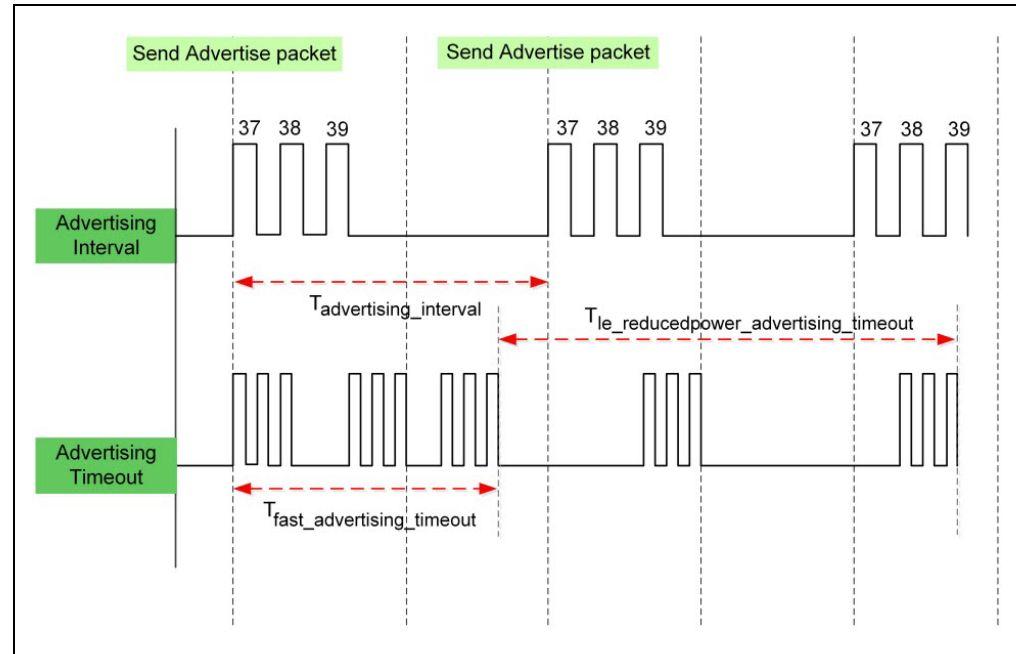 Send Advertise packet
Send Advertise packet
37 38 39
37 38 39
37 38 39
Advertising
Interval
Tadvertising_interval
Tle_reducedpower_advertising_timeout
Advertising
Timeout
Tfast_advertising_timeout